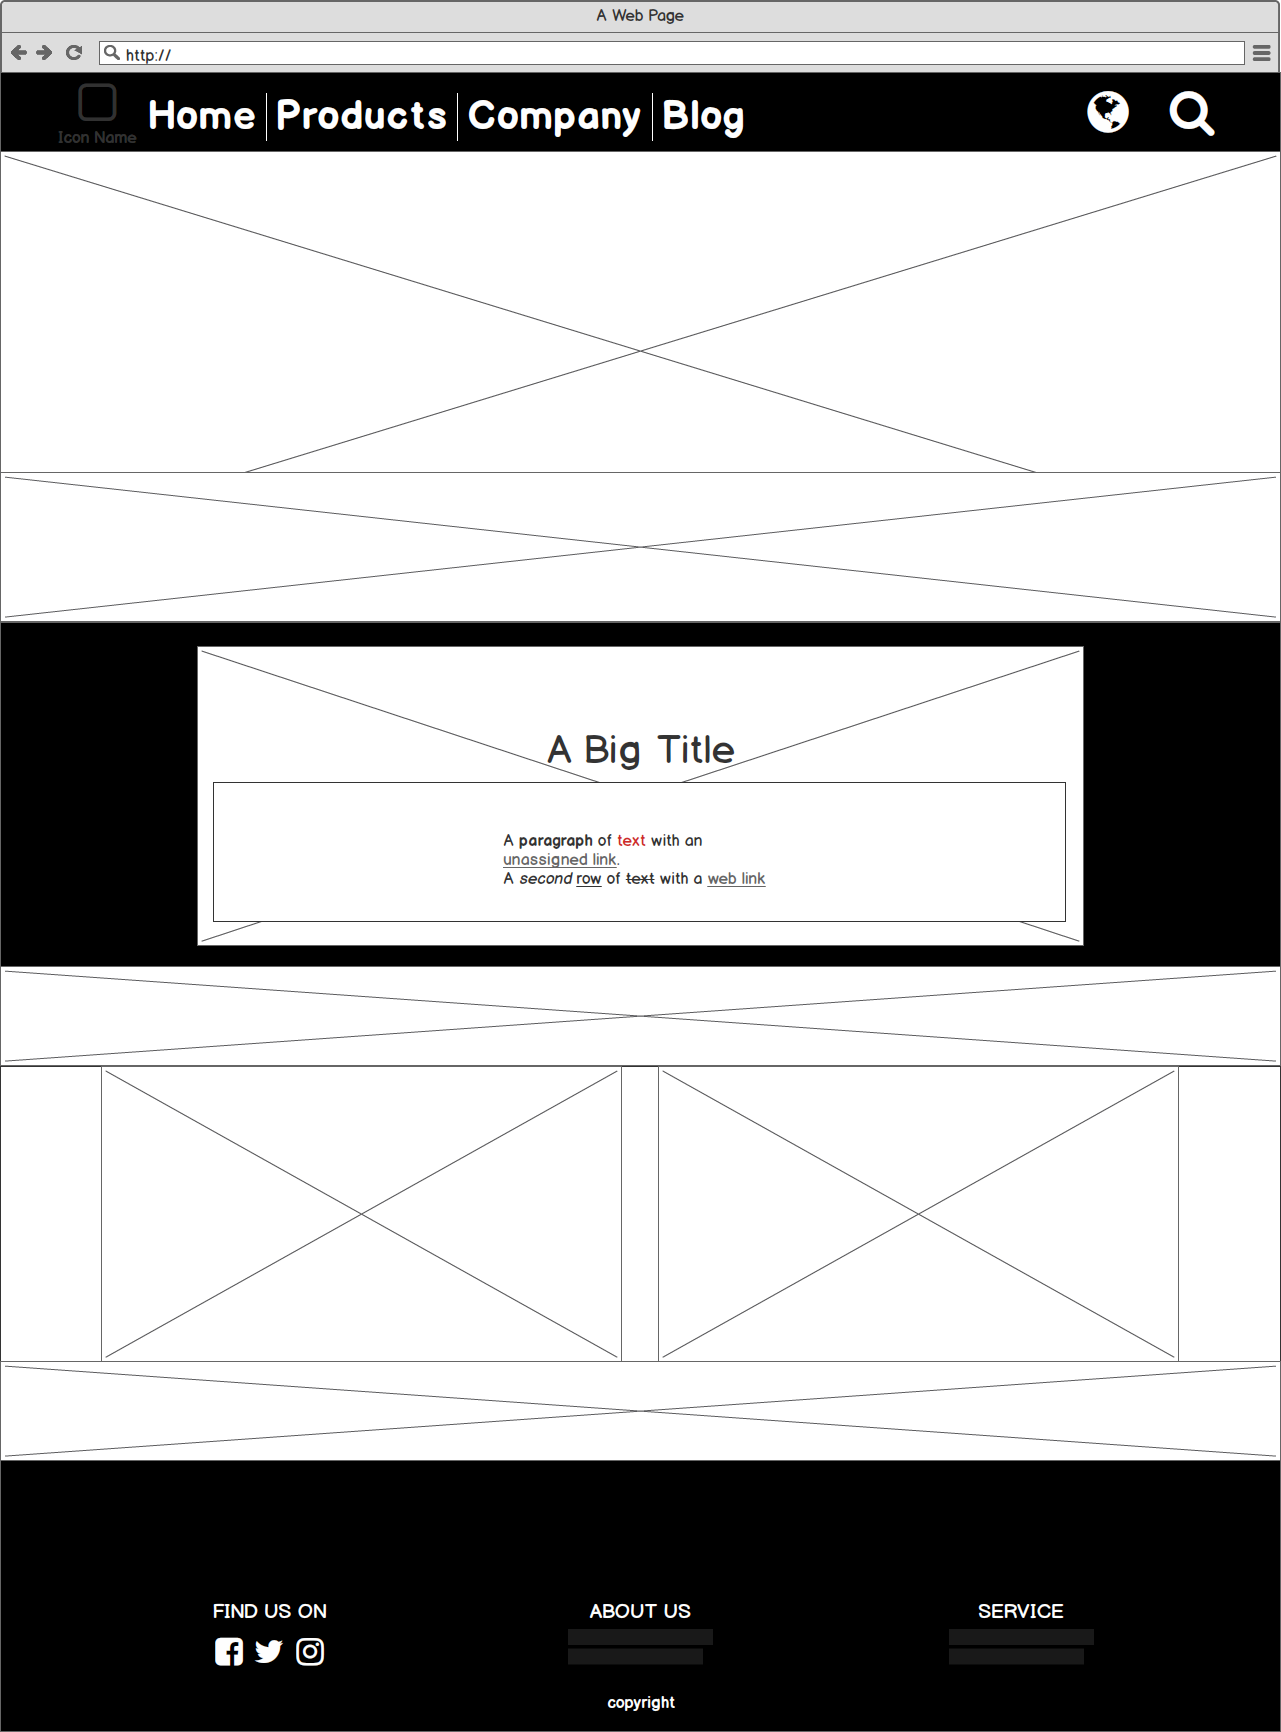 A Web Page
http://
Icon Name
Home Products Company Blog
A Big Title
A paragraph of text with an
unassigned link.
A second row of text with a web link
FIND US ON
ABOUT US
SERVICE
copyright